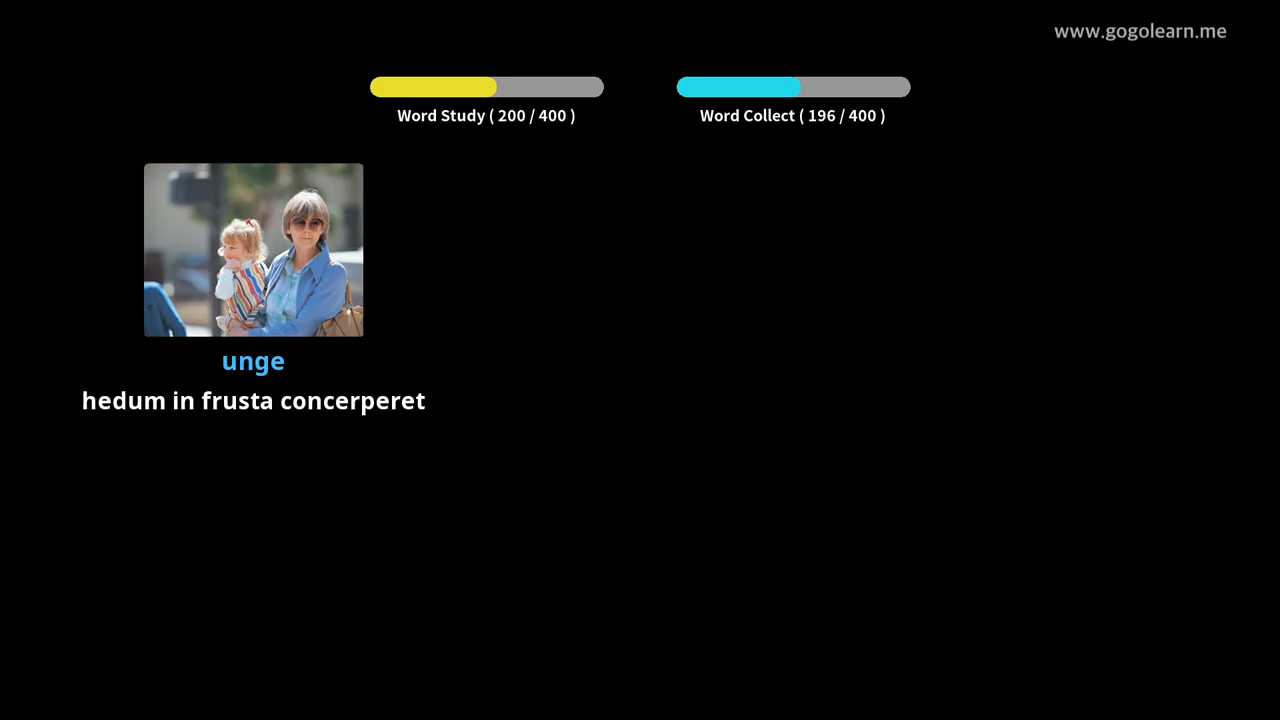 www.gogolearn.me
Word Study ( 200 / 400 )
Word Collect ( 196 / 400 )
unge
hedum in frusta concerperet